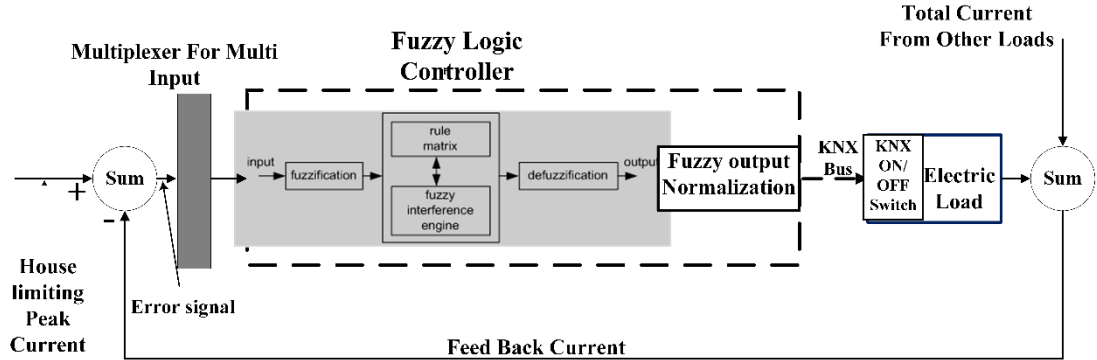 Total Current
From Other Loads
Multiplexer For Multi
Input
Fuzzy Logic
Controller
Sum
+
-
input
fuzzification
rule
matrix
fuzzy
interference
engine
defuzzification
output
Fuzzy output
Normalization
KNX
Bus
KNX
ON/
OFF
Switch
Electric
Load
Sum
House
limiting
Peak
Current
Error signal
Feed Back Current